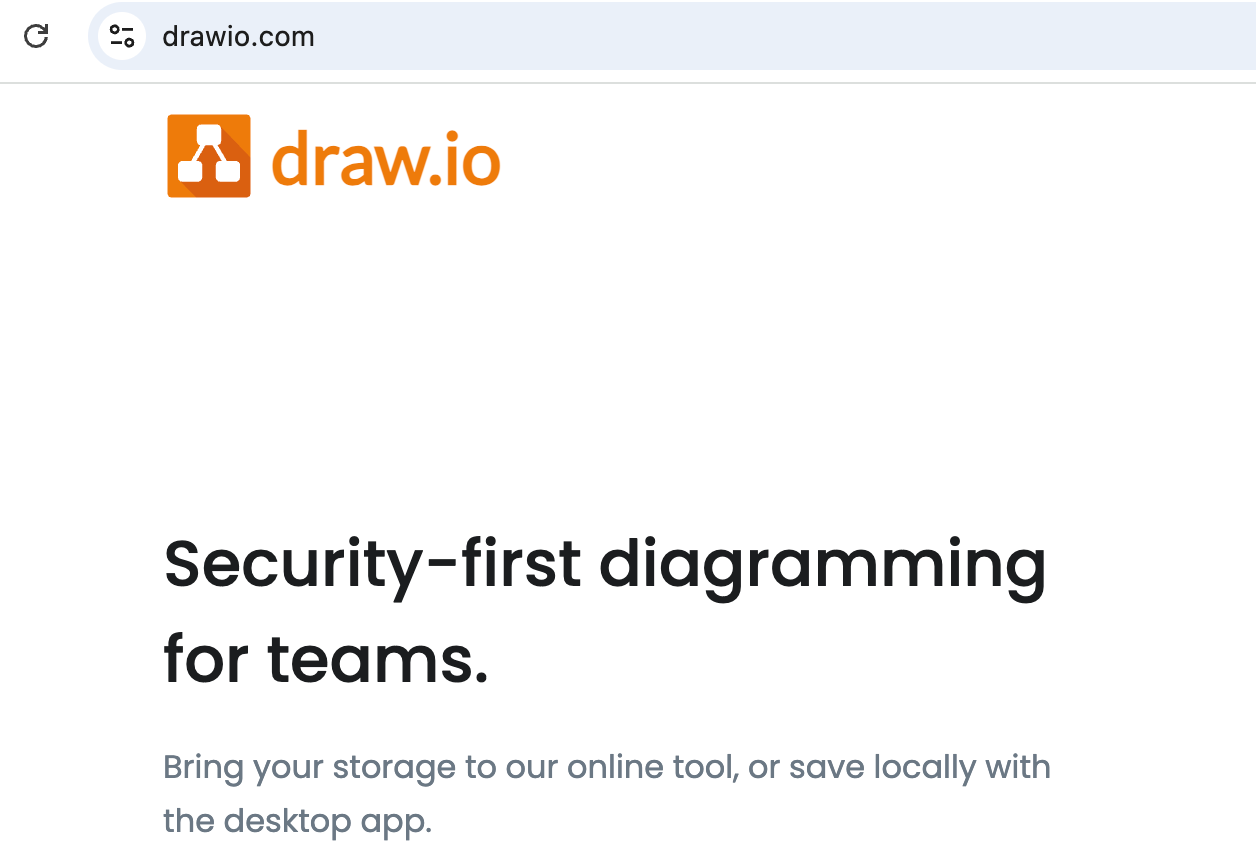 drawio.com
draw.io
Security-first diagramming
for teams.
Bring your storage to our online tool, or save locally with
the desktop app.